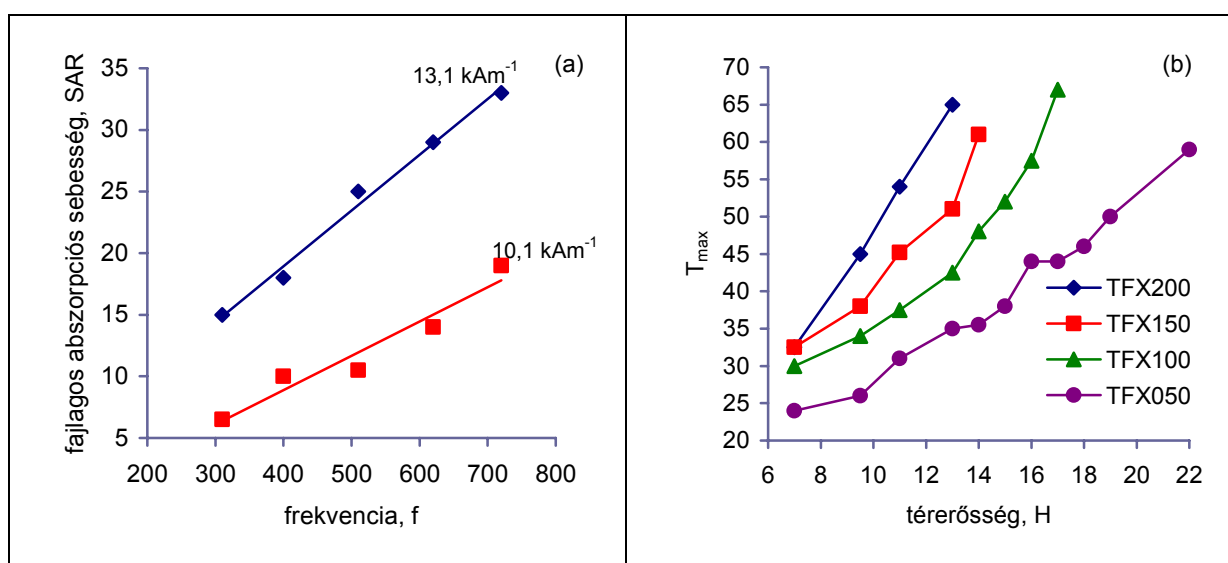 (a)
13,1 kAm⁻¹
10,1 kAm⁻¹
fajlagos abszorpciós sebesség, SAR
35
30
25
20
15
10
5
200 300 400 500 600 700 800
frekvencia, f
(b)
T_max
70
65
60
55
50
45
40
35
30
25
20
TFX200
TFX150
TFX100
TFX050
6 8 10 12 14 16 18 20 22
térerősség, H